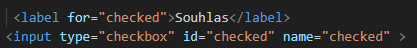 <label for="checked">Souhlas</label>
<input type="checkbox" id="checked" name="checked" >